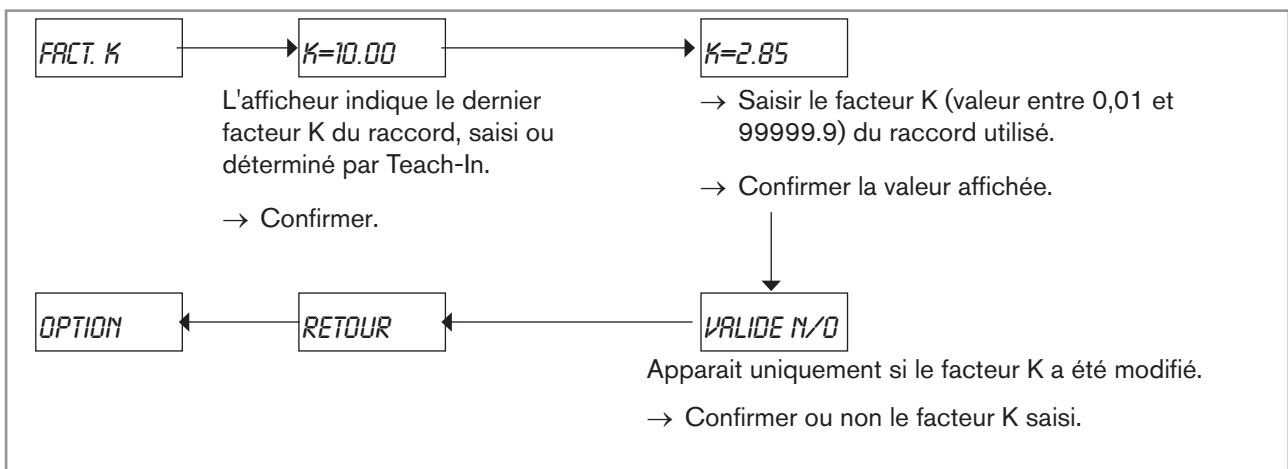 FACT. K
K=10.00
K=2.85
L'afficheur indique le dernier
facteur K du raccord, saisi ou
déterminé par Teach-In.
→ Confirmer.
→ Saisir le facteur K (valeur entre 0,01 et
99999.9) du raccord utilisé.
→ Confirmer la valeur affichée.
OPTION
RETOUR
VALIDE N/O
Apparait uniquement si le facteur K a été modifié.
→ Confirmer ou non le facteur K saisi.